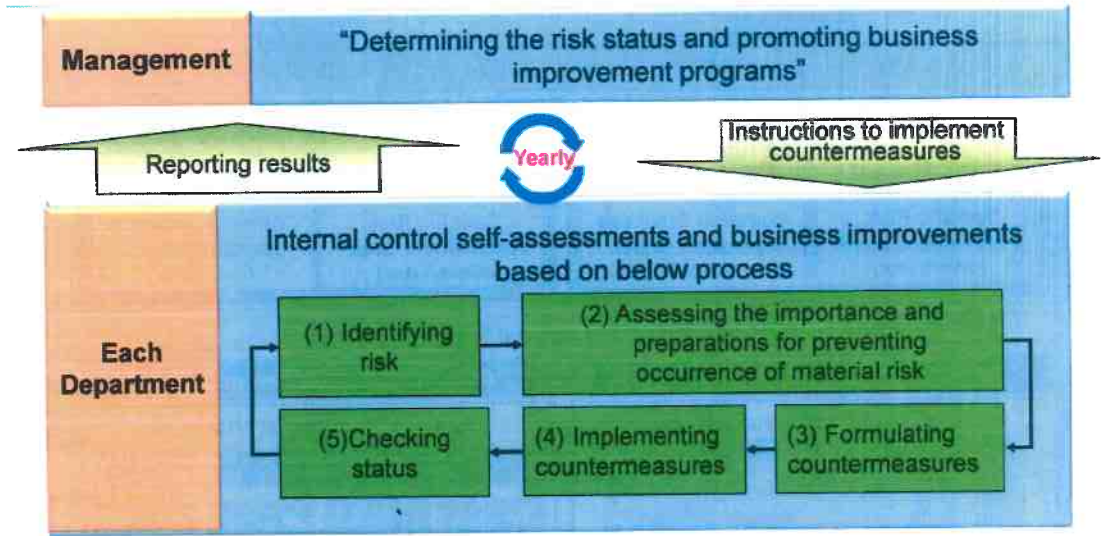 Management
“Determining the risk status and promoting business
improvement programs”
Reporting results
Yearly
Instructions to implement
countermeasures
Each
Department
Internal control self-assessments and business improvements
based on below process
(1) Identifying
risk
(2) Assessing the importance and
preparations for preventing
occurrence of material risk
(5)Checking
status
(4) Implementing
countermeasures
(3) Formulating
countermeasures